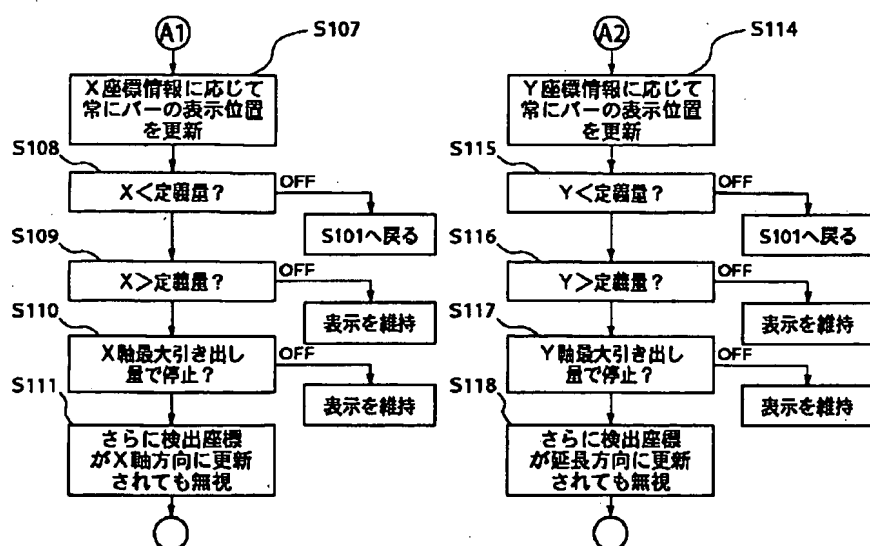 A1
S107
X座標情報に応じて
常にバーの表示位置
を更新
S108
X<定義量?
OFF
S101へ戻る
S109
X>定義量?
OFF
表示を維持
S110
X軸最大引き出し
量で停止?
OFF
表示を維持
S111
さらに検出座標
がX軸方向に更新
されても無視
A2
S114
Y座標情報に応じて
常にバーの表示位置
を更新
S115
Y<定義量?
OFF
S101へ戻る
S116
Y>定義量?
OFF
表示を維持
S117
Y軸最大引き出し
量で停止?
OFF
表示を維持
S118
さらに検出座標
が延長方向に更新
されても無視